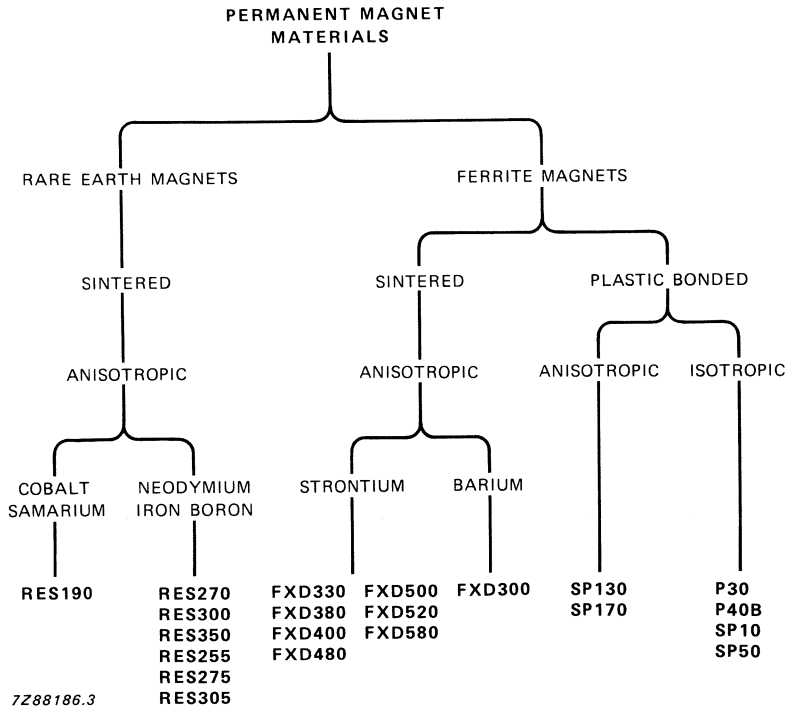 PERMANENT MAGNET
MATERIALS
RARE EARTH MAGNETS
FERRITE MAGNETS
SINTERED
SINTERED
PLASTIC BONDED
ANISOTROPIC
ANISOTROPIC
ANISOTROPIC
ISOTROPIC
COBALT
SAMARIUM
NEODYMIUM
IRON BORON
STRONTIUM
BARIUM
RES190
RES270
RES300
RES350
RES255
RES275
RES305
FXD330
FXD380
FXD400
FXD480
FXD500
FXD520
FXD580
FXD300
SP130
SP170
P30
P40B
SP10
SP50
7Z88186.3